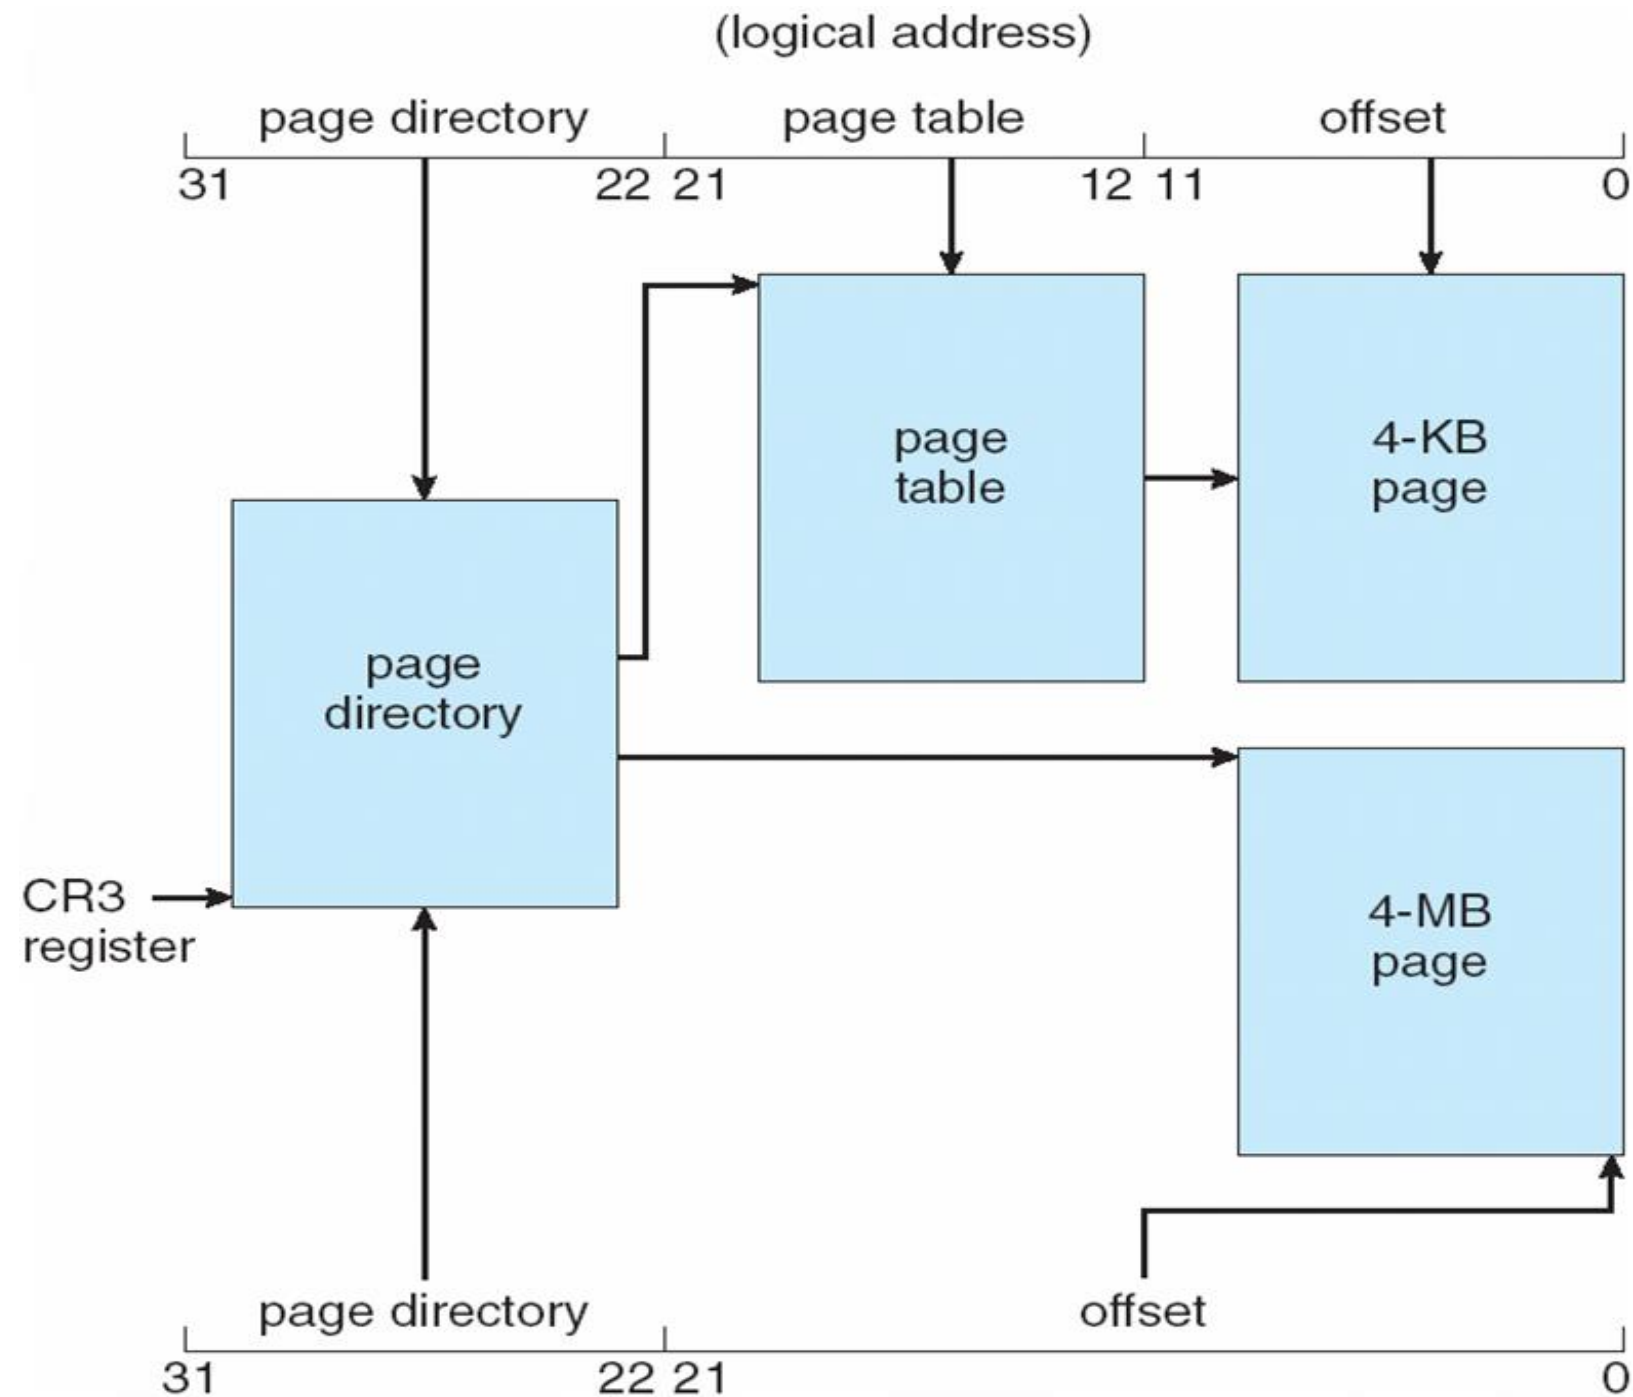 (logical address)
page directory page table offset
31 22 21 12 11 0
page
table
4-KB
page
page
directory
CR3
register
4-MB
page
page directory offset
31 22 21 0